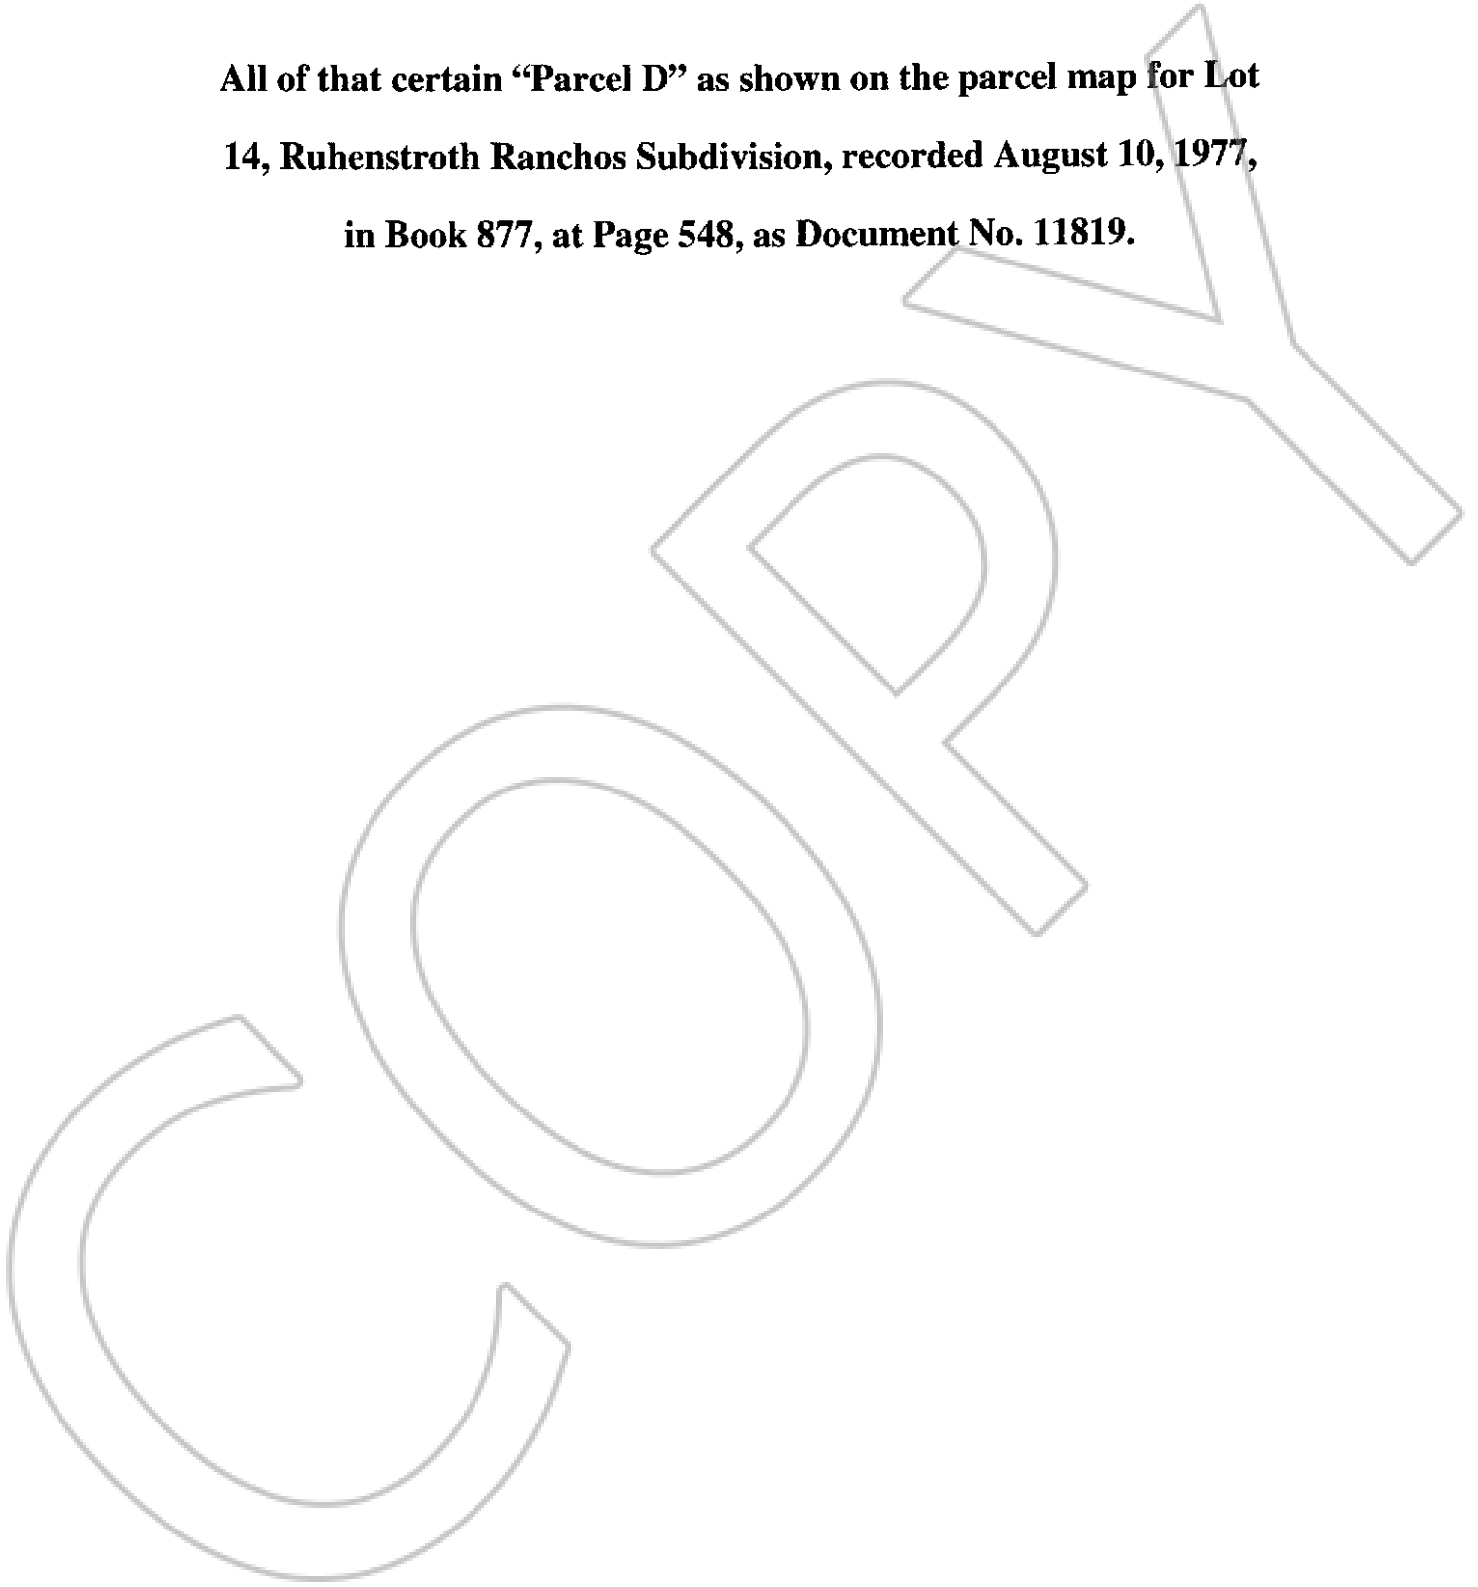 All of that certain “Parcel D” as shown on the parcel map for Lot
14, Ruhenstroth Ranchos Subdivision, recorded August 10, 1977,
in Book 877, at Page 548, as Document No. 11819.
COPY